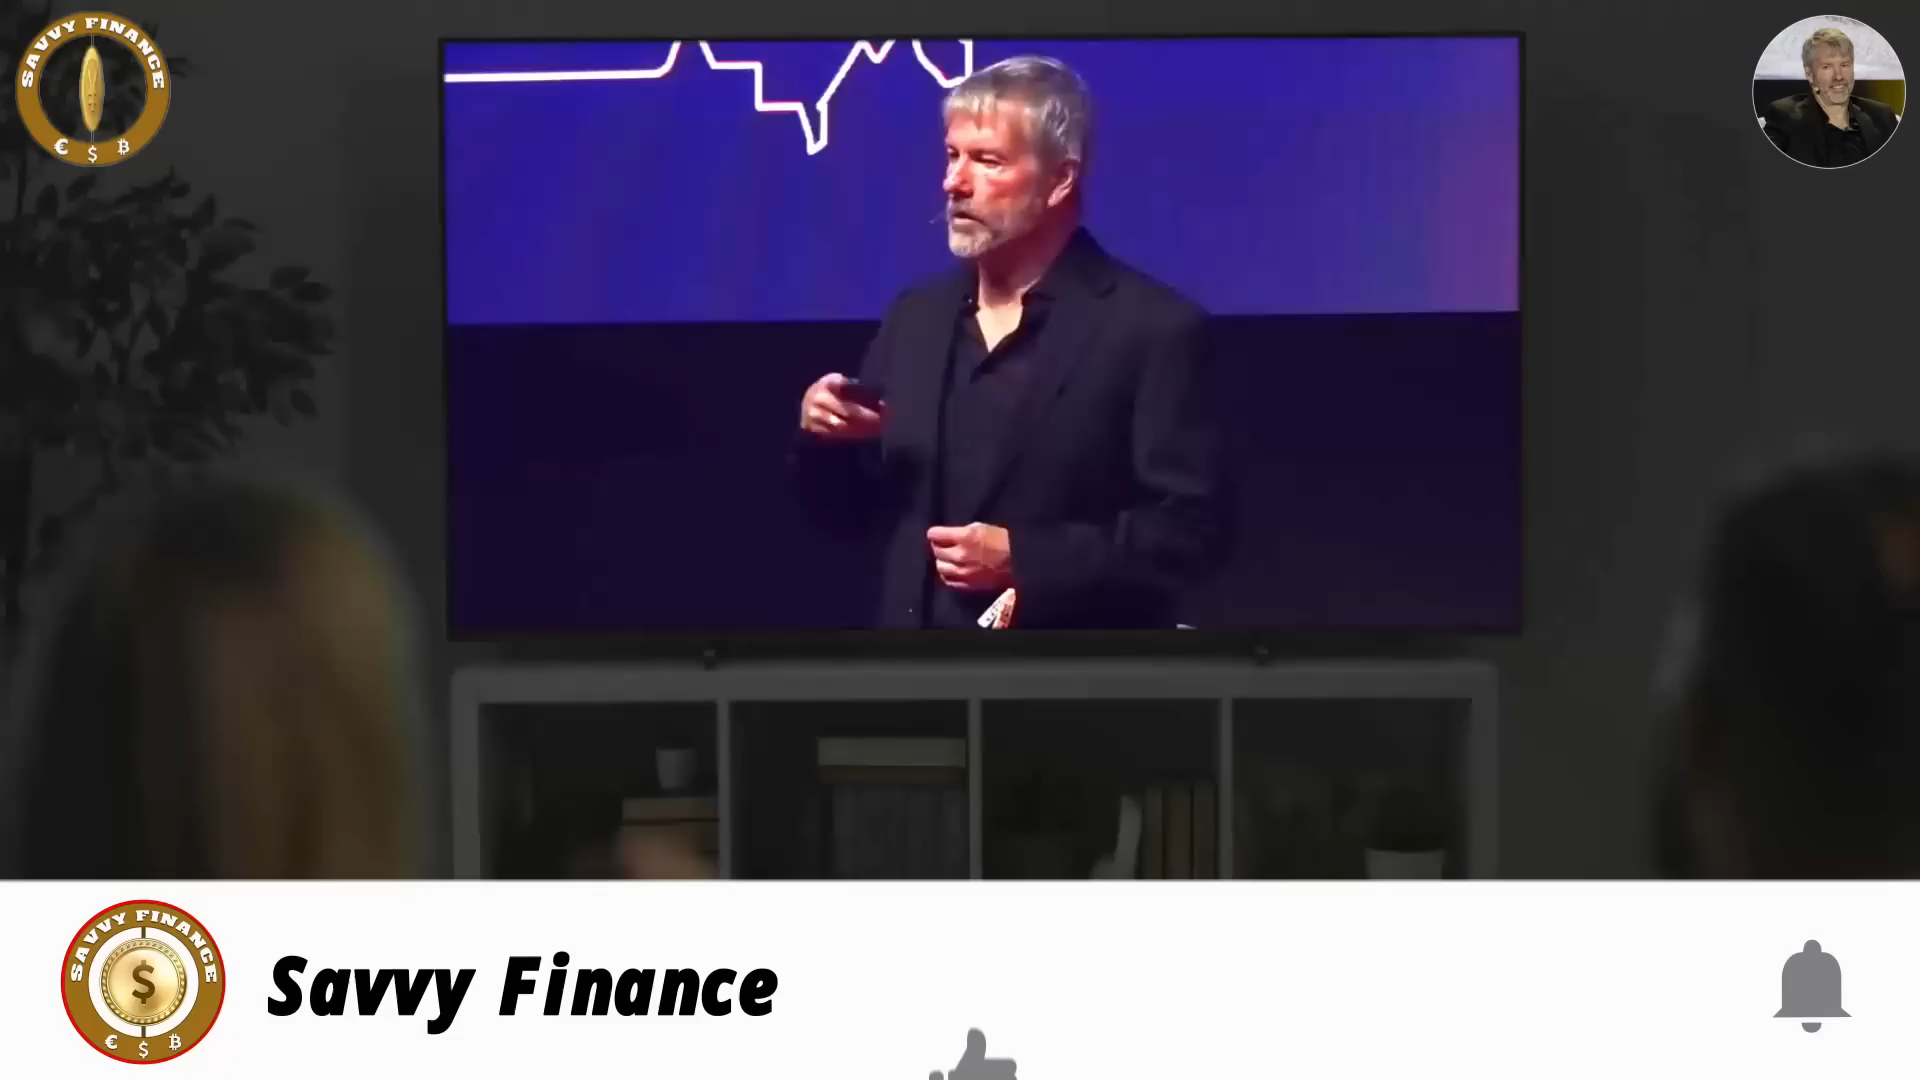 SAVVY FINANCE
€ $ ₿
SAVVY FINANCE
$
€ $ ₿
Savvy Finance